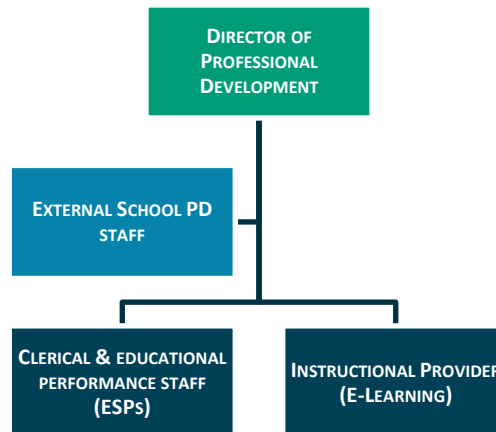 DIRECTOR OF
PROFESSIONAL
DEVELOPMENT
EXTERNAL SCHOOL PD
STAFF
CLERICAL & EDUCATIONAL
PERFORMANCE STAFF
(ESPS)
INSTRUCTIONAL PROVIDER
(E-LEARNING)